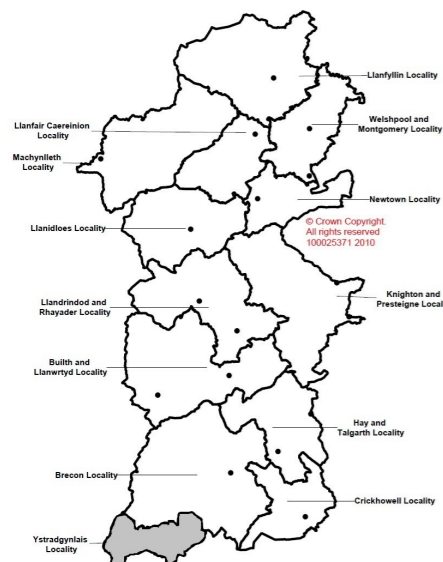 Llanfyllin Locality
Welshpool and
Montgomery Locality
Llanfair Caereinion
Locality
Machynlleth
Locality
Newtown Locality
© Crown Copyright.
All rights reserved
100025371 2010
Llanidloes Locality
Knighton and
Presteigne Local
Llandrindod and
Rhayader Locality
Builth and
Llanwrtyd Locality
Hay and
Talgarth Locality
Brecon Locality
Crickhowell Locality
Ystradgynlais
Locality